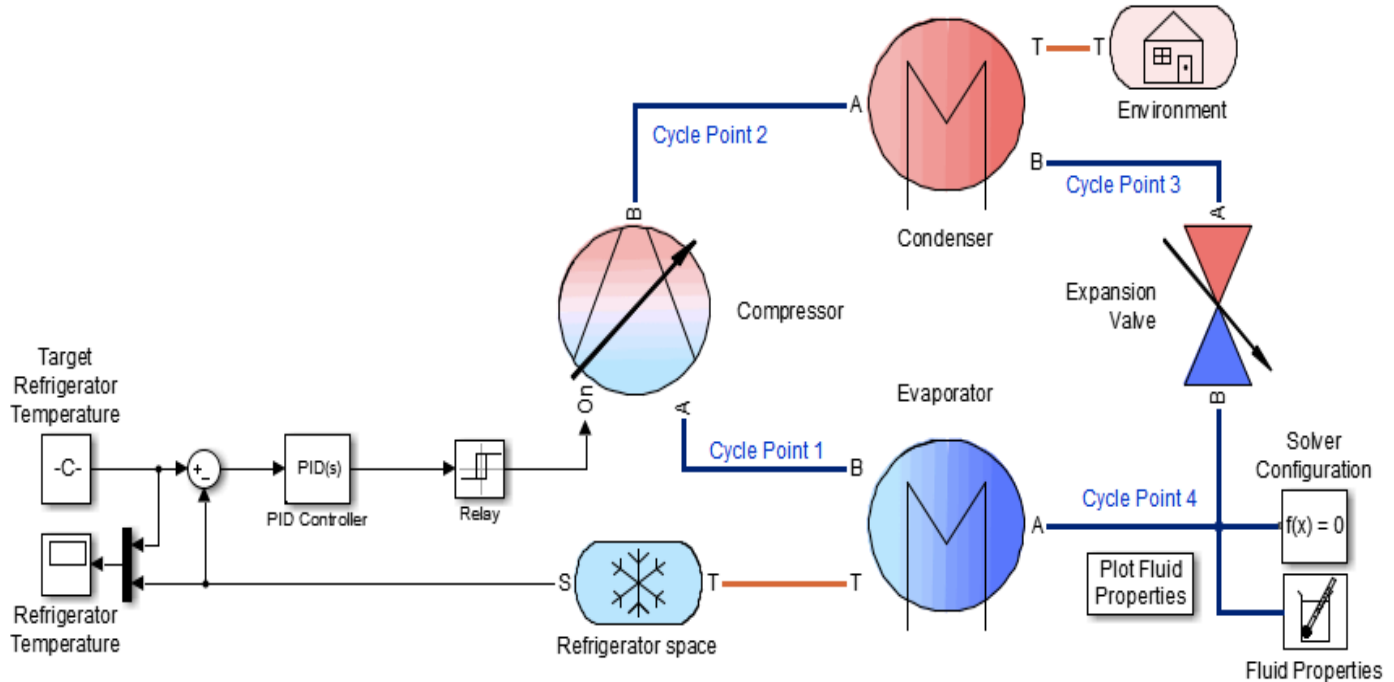 T
T
Environment
A
Cycle Point 2
B
Cycle Point 3
B
A
Condenser
Compressor
Expansion
Valve
Target
Refrigerator
Temperature
On
A
Evaporator
B
-C-
+
-
PID(s)
PID Controller
Relay
Cycle Point 1
B
Solver
Configuration
Cycle Point 4
A
f(x) = 0
Plot Fluid
Properties
S
T
T
Refrigerator
Temperature
Refrigerator space
Fluid Properties